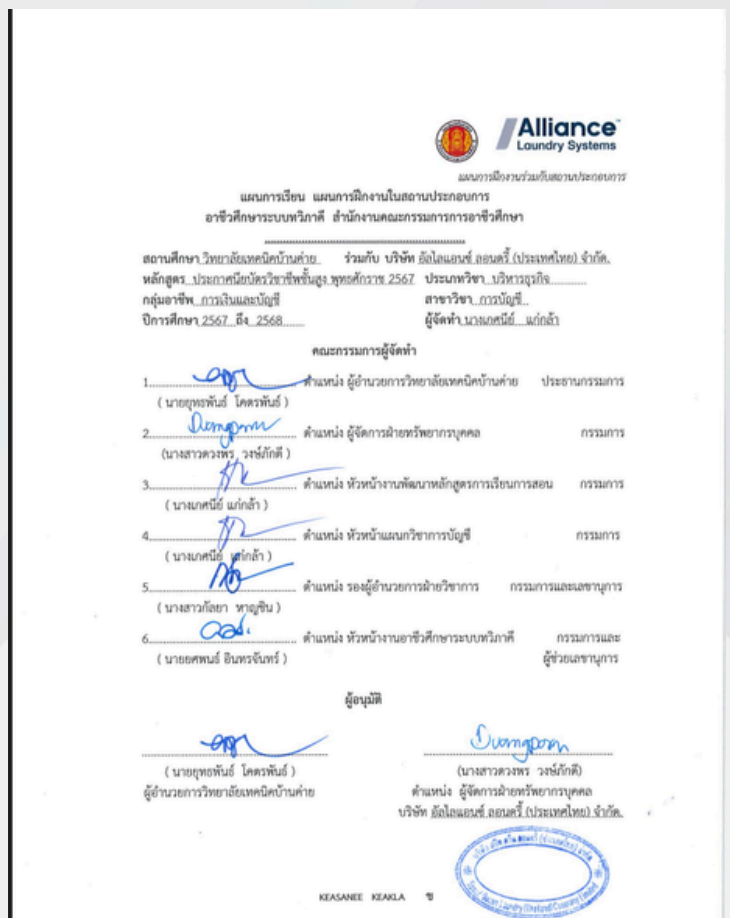 Alliance™
Laundry Systems
แผนการฝึกงานร่วมกับสถานประกอบการ
แผนการเรียน แผนการฝึกงานในสถานประกอบการ
อาชีวศึกษาระบบทวิภาคี สำนักงานคณะกรรมการการอาชีวศึกษา
สถานศึกษา วิทยาลัยเทคนิคบ้านค่าย ร่วมกับ บริษัท อัลไลแอนซ์ ลอนดรี้ (ประเทศไทย) จำกัด.
หลักสูตร ประกาศนียบัตรวิชาชีพชั้นสูง พุทธศักราช 2567 ประเภทวิชา บริหารธุรกิจ
กลุ่มอาชีพ การเงินและบัญชี สาขาวิชา การบัญชี
ปีการศึกษา 2567 ถึง 2568 ผู้จัดทำ นางเกศนีย์ แก่กล้า
คณะกรรมการผู้จัดทำ
1. ตำแหน่ง ผู้อำนวยการวิทยาลัยเทคนิคบ้านค่าย ประธานกรรมการ
( นายยุทธพันธ์ โคตรพันธ์ )
2. Duangporn ตำแหน่ง ผู้จัดการฝ่ายทรัพยากรบุคคล กรรมการ
(นางสาวดวงพร วงษ์ภักดี )
3. ตำแหน่ง หัวหน้างานพัฒนาหลักสูตรการเรียนการสอน กรรมการ
( นางเกศนีย์ แก่กล้า )
4. ตำแหน่ง หัวหน้าแผนกวิชาการบัญชี กรรมการ
( นางเกศนีย์ แก่กล้า )
5. ตำแหน่ง รองผู้อำนวยการฝ่ายวิชาการ กรรมการและเลขานุการ
( นางสาวกัลยา หาญชิน )
6. ตำแหน่ง หัวหน้างานอาชีวศึกษาระบบทวิภาคี กรรมการและ
( นายยศพนธ์ อินทรจันทร์ ) ผู้ช่วยเลขานุการ
ผู้อนุมัติ
Duangporn
( นายยุทธพันธ์ โคตรพันธ์ ) (นางสาวดวงพร วงษ์ภักดี)
ผู้อำนวยการวิทยาลัยเทคนิคบ้านค่าย ตำแหน่ง ผู้จัดการฝ่ายทรัพยากรบุคคล
บริษัท อัลไลแอนซ์ ลอนดรี้ (ประเทศไทย) จำกัด.
KEASANEE KEAKLA ข